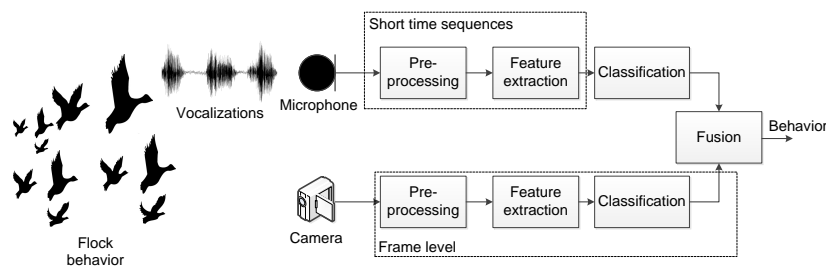 Short time sequences
Pre-
processing
Feature
extraction
Classification
Vocalizations
Microphone
Fusion
Behavior
Pre-
processing
Feature
extraction
Classification
Camera
Frame level
Flock
behavior